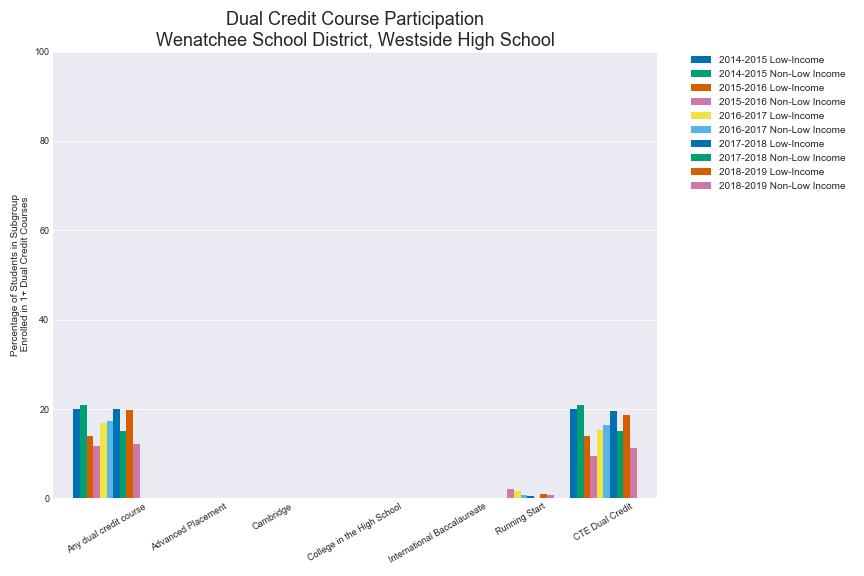 Dual Credit Course Participation
Wenatchee School District, Westside High School
Percentage of Students in Subgroup
Enrolled in 1+ Dual Credit Courses
100
80
60
40
20
0
Any dual credit course
Advanced Placement
Cambridge
College in the High School
International Baccalaureate
Running Start
CTE Dual Credit
2014-2015 Low-Income
2014-2015 Non-Low Income
2015-2016 Low-Income
2015-2016 Non-Low Income
2016-2017 Low-Income
2016-2017 Non-Low Income
2017-2018 Low-Income
2017-2018 Non-Low Income
2018-2019 Low-Income
2018-2019 Non-Low Income